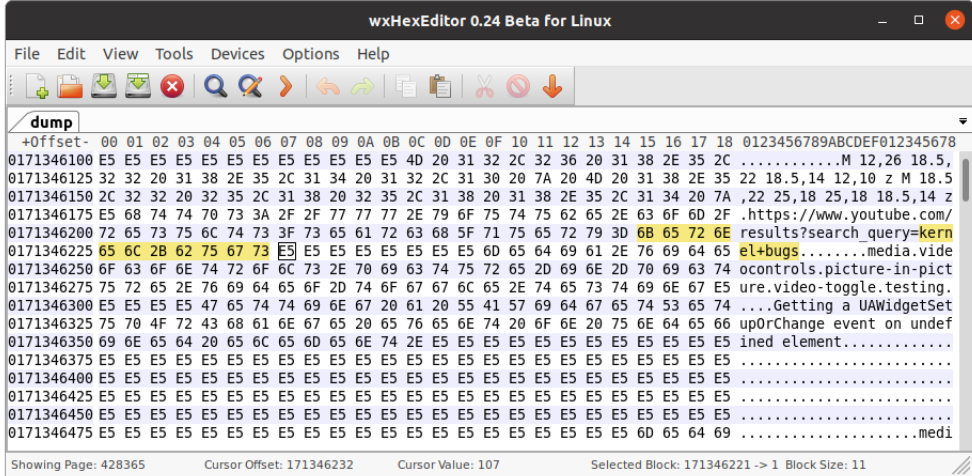 wxHexEditor 0.24 Beta for Linux
File Edit View Tools Devices Options Help
dump
+Offset- 00 01 02 03 04 05 06 07 08 09 0A 0B 0C 0D 0E 0F 10 11 12 13 14 15 16 17 18 0123456789ABCDEF012345678
0171346100 E5 E5 E5 E5 E5 E5 E5 E5 E5 E5 E5 E5 4D 20 31 32 2C 32 36 20 31 38 2E 35 2C ............M 12,26 18.5,
0171346125 32 32 20 31 38 2E 35 2C 31 34 20 31 32 2C 31 30 20 7A 20 4D 20 31 38 2E 35 22 18.5,14 12,10 z M 18.5
0171346150 2C 32 32 20 32 35 2C 31 38 20 32 35 2C 31 38 20 31 38 2E 35 2C 31 34 20 7A ,22 25,18 25,18 18.5,14 z
0171346175 E5 68 74 74 70 73 3A 2F 2F 77 77 77 2E 79 6F 75 74 75 62 65 2E 63 6F 6D 2F .https://www.youtube.com/
0171346200 72 65 73 75 6C 74 73 3F 73 65 61 72 63 68 5F 71 75 65 72 79 3D 6B 65 72 6E results?search_query=kern
0171346225 65 6C 2B 62 75 67 73 E5 E5 E5 E5 E5 E5 E5 E5 6D 65 64 69 61 2E 76 69 64 65 el+bugs........media.vide
0171346250 6F 63 6F 6E 74 72 6F 6C 73 2E 70 69 63 74 75 72 65 2D 69 6E 2D 70 69 63 74 ocontrols.picture-in-pict
0171346275 75 72 65 2E 76 69 64 65 6F 2D 74 6F 67 67 6C 65 2E 74 65 73 74 69 6E 67 E5 ure.video-toggle.testing.
0171346300 E5 E5 E5 E5 47 65 74 74 69 6E 67 20 61 20 55 41 57 69 64 67 65 74 53 65 74 ....Getting a UAWidgetSet
0171346325 75 70 4F 72 43 68 61 6E 67 65 20 65 76 65 6E 74 20 6F 6E 20 75 6E 64 65 66 upOrChange event on undef
0171346350 69 6E 65 64 20 65 6C 65 6D 65 6E 74 2E E5 E5 E5 E5 E5 E5 E5 E5 E5 E5 E5 E5 ined element.............
0171346375 E5 E5 E5 E5 E5 E5 E5 E5 E5 E5 E5 E5 E5 E5 E5 E5 E5 E5 E5 E5 E5 E5 E5 E5 E5 .........................
0171346400 E5 E5 E5 E5 E5 E5 E5 E5 E5 E5 E5 E5 E5 E5 E5 E5 E5 E5 E5 E5 E5 E5 E5 E5 E5 .........................
0171346425 E5 E5 E5 E5 E5 E5 E5 E5 E5 E5 E5 E5 E5 E5 E5 E5 E5 E5 E5 E5 E5 E5 E5 E5 E5 .........................
0171346450 E5 E5 E5 E5 E5 E5 E5 E5 E5 E5 E5 E5 E5 E5 E5 E5 E5 E5 E5 E5 E5 E5 E5 E5 E5 .........................
0171346475 E5 E5 E5 E5 E5 E5 E5 E5 E5 E5 E5 E5 E5 E5 E5 E5 E5 E5 E5 E5 E5 6D 65 64 69 .....................medi
Showing Page: 428365 Cursor Offset: 171346232 Cursor Value: 107 Selected Block: 171346221 -> 1 Block Size: 11